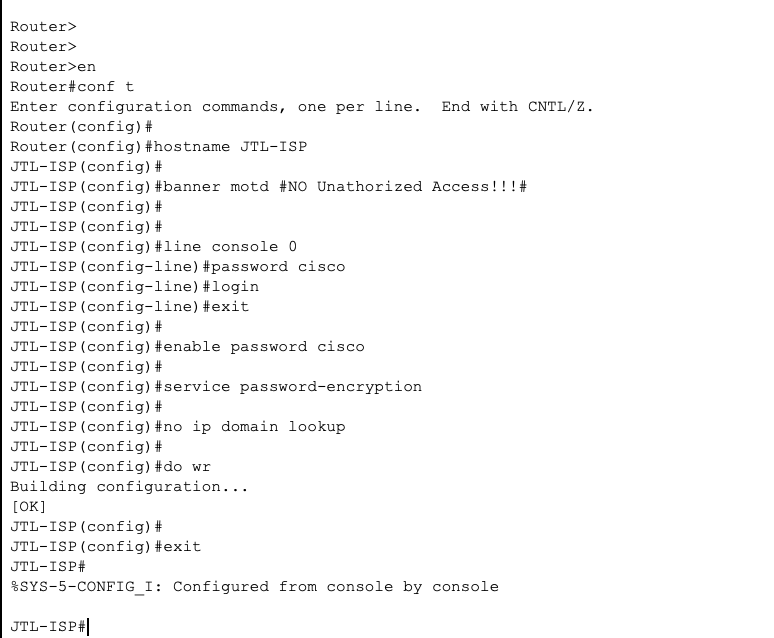 Router>
Router>
Router>en
Router#conf t
Enter configuration commands, one per line.  End with CNTL/Z.
Router(config)#
Router(config)#hostname JTL-ISP
JTL-ISP(config)#
JTL-ISP(config)#banner motd #NO Unathorized Access!!!#
JTL-ISP(config)#
JTL-ISP(config)#
JTL-ISP(config)#line console 0
JTL-ISP(config-line)#password cisco
JTL-ISP(config-line)#login
JTL-ISP(config-line)#exit
JTL-ISP(config)#
JTL-ISP(config)#enable password cisco
JTL-ISP(config)#
JTL-ISP(config)#service password-encryption
JTL-ISP(config)#
JTL-ISP(config)#no ip domain lookup
JTL-ISP(config)#
JTL-ISP(config)#do wr
Building configuration...
[OK]
JTL-ISP(config)#
JTL-ISP(config)#exit
JTL-ISP#
%SYS-5-CONFIG_I: Configured from console by console
JTL-ISP#